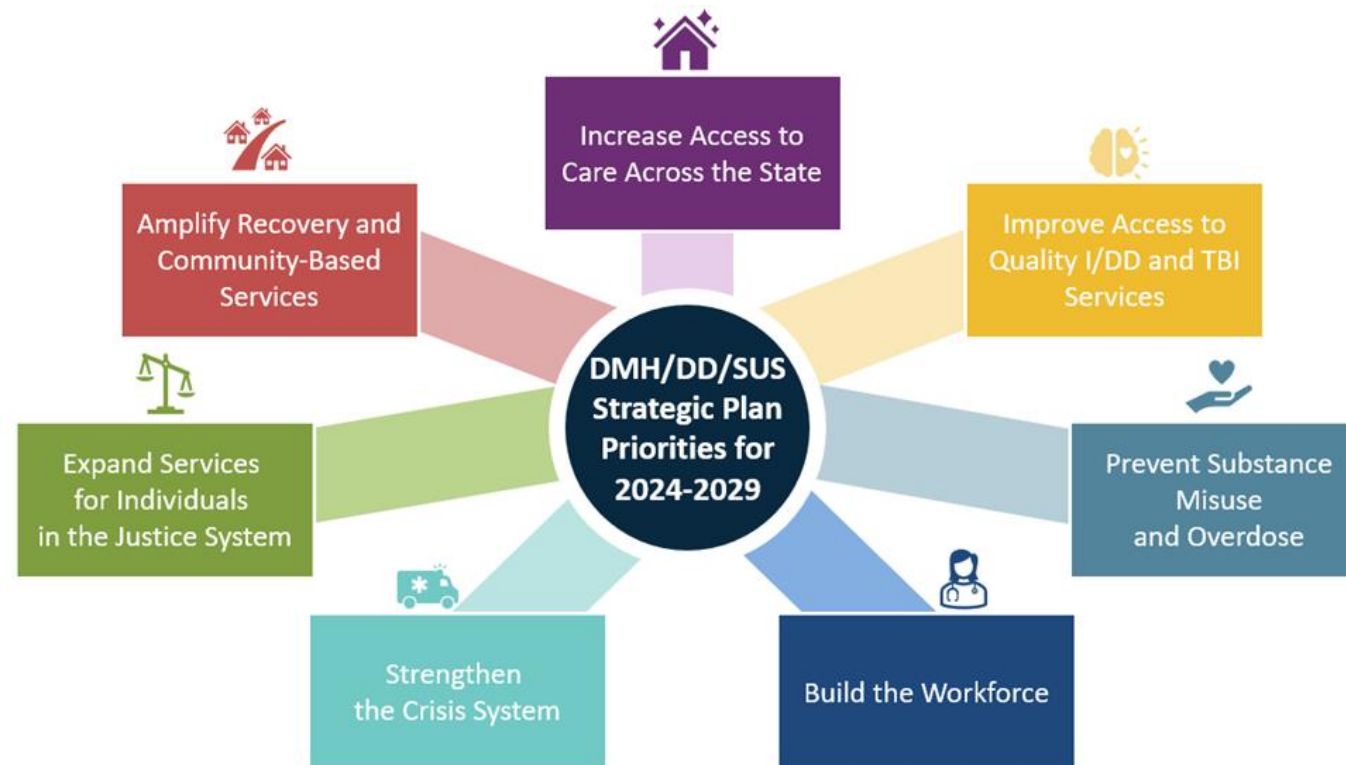 Increase Access to
Care Across the State
Amplify Recovery and
Community-Based
Services
Improve Access to
Quality I/DD and TBI
Services
DMH/DD/SUS
Strategic Plan
Priorities for
2024-2029
Expand Services
for Individuals
in the Justice System
Prevent Substance
Misuse
and Overdose
Strengthen
the Crisis System
Build the Workforce